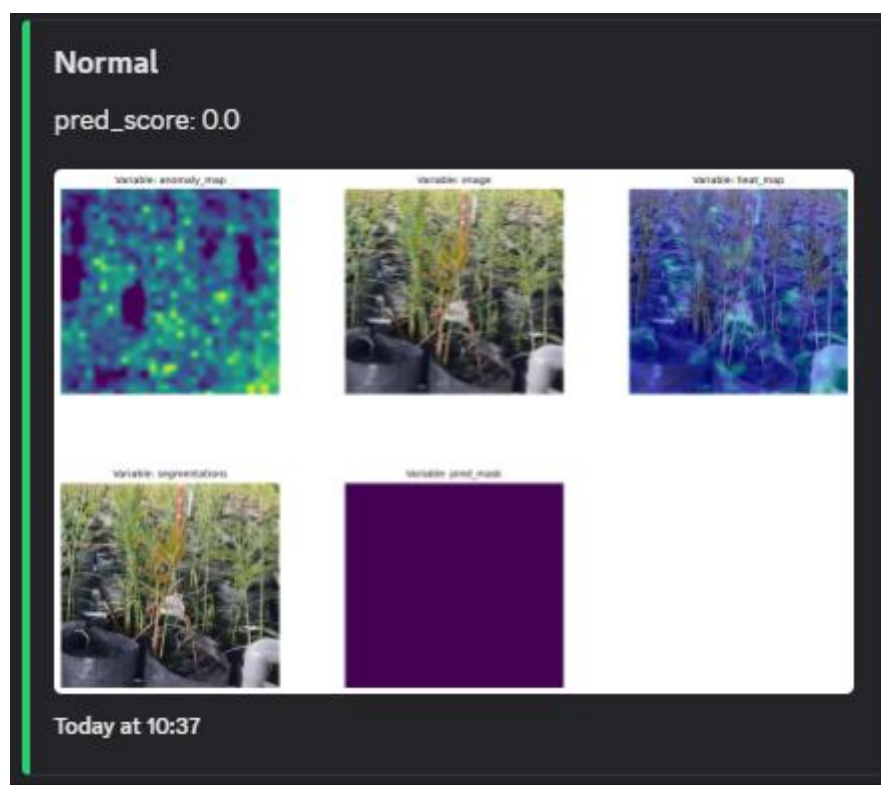 Normal
pred_score: 0.0
Variable: anomaly_map
Variable: image
Variable: heat_map
Variable: segmentations
Variable: pred_mask
Today at 10:37